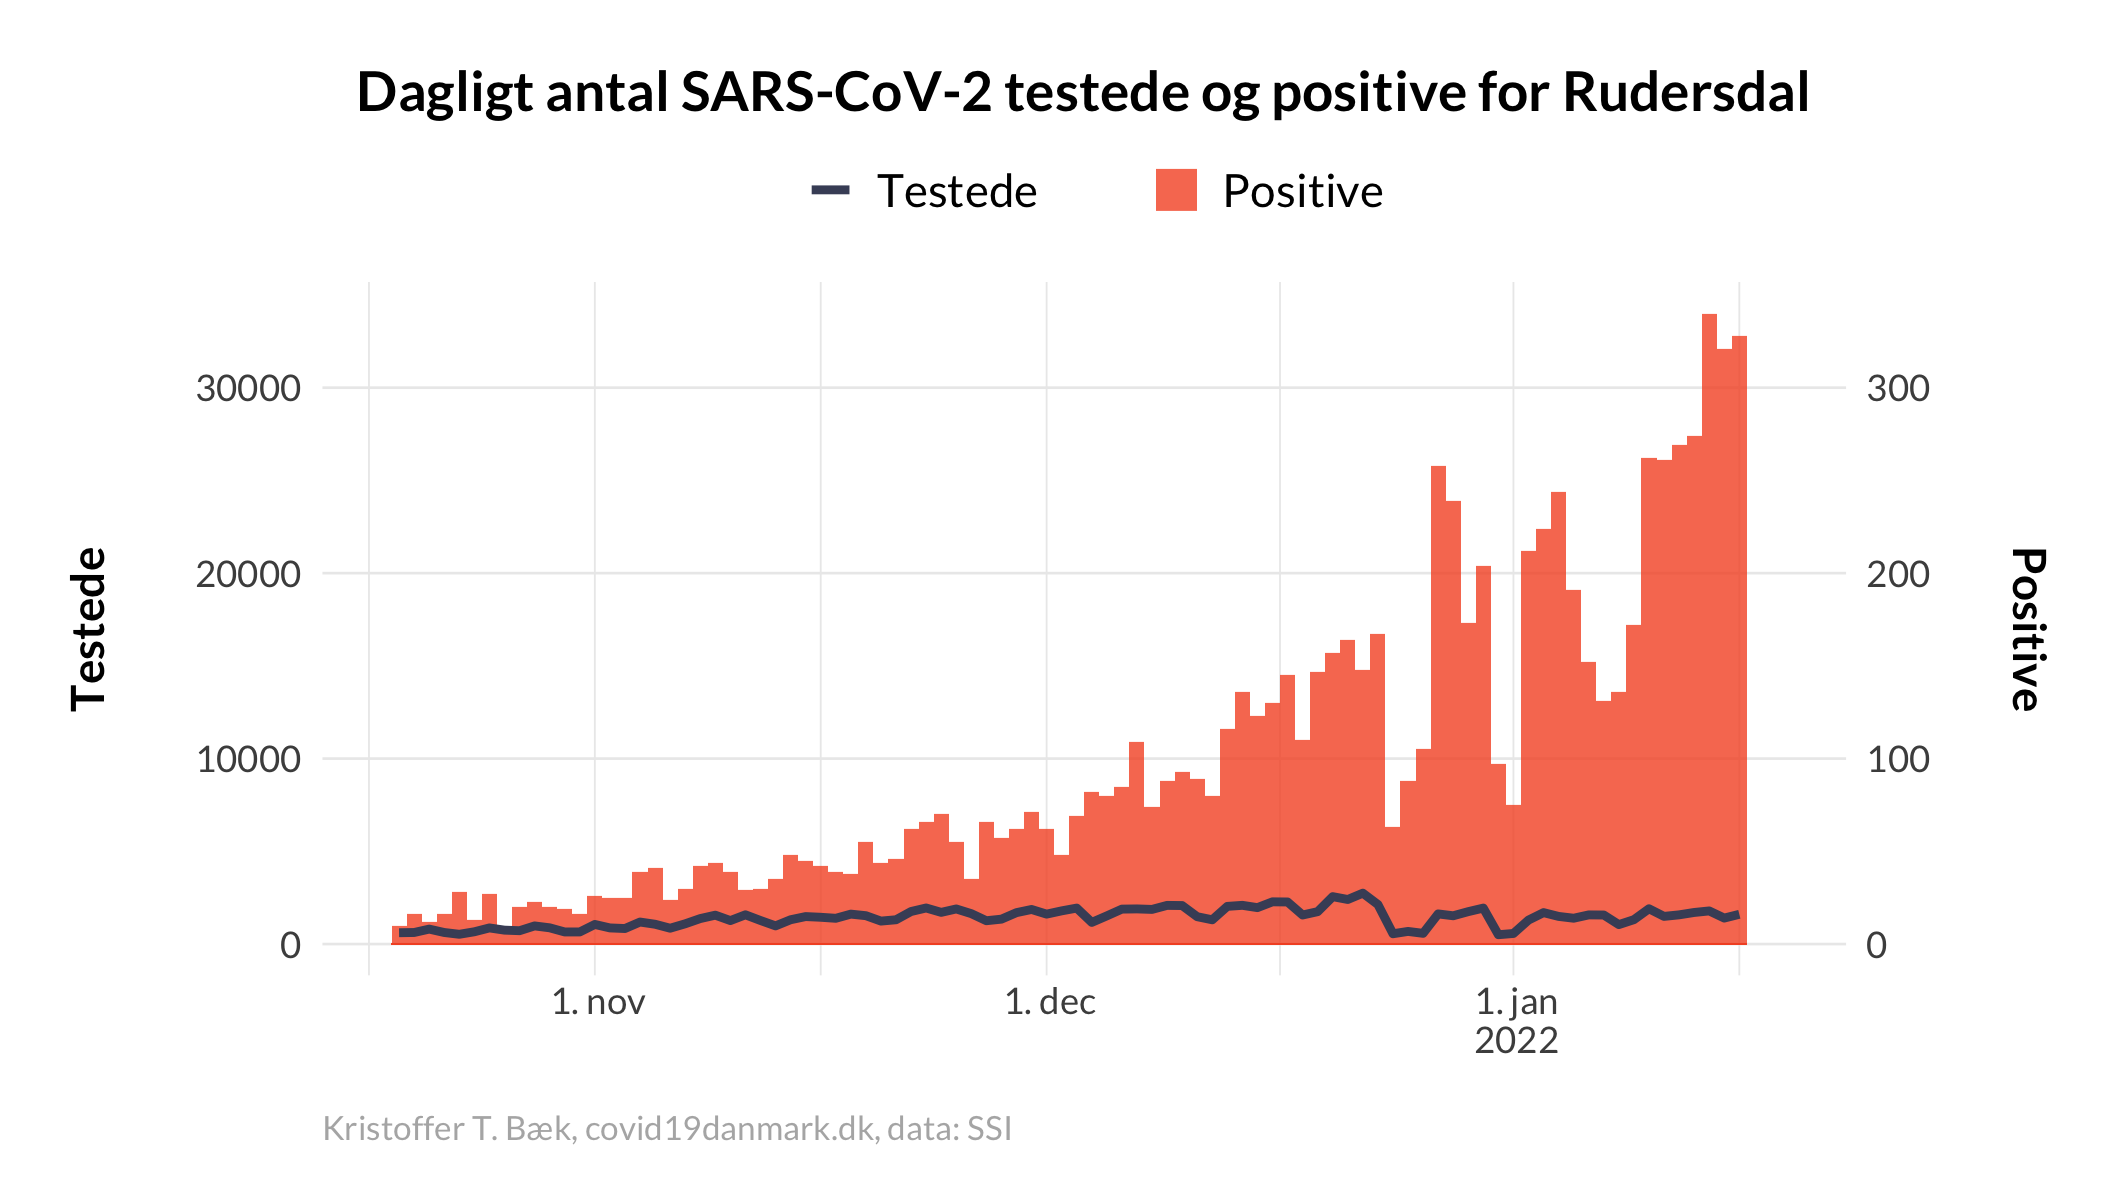 Dagligt antal SARS-CoV-2 testede og positive for Rudersdal
Testede
Positive
Testede
30000
20000
10000
0
300
200
100
0
Positive
1. nov
1. dec
1. jan
2022
Kristoffer T. Bæk, covid19danmark.dk, data: SSI